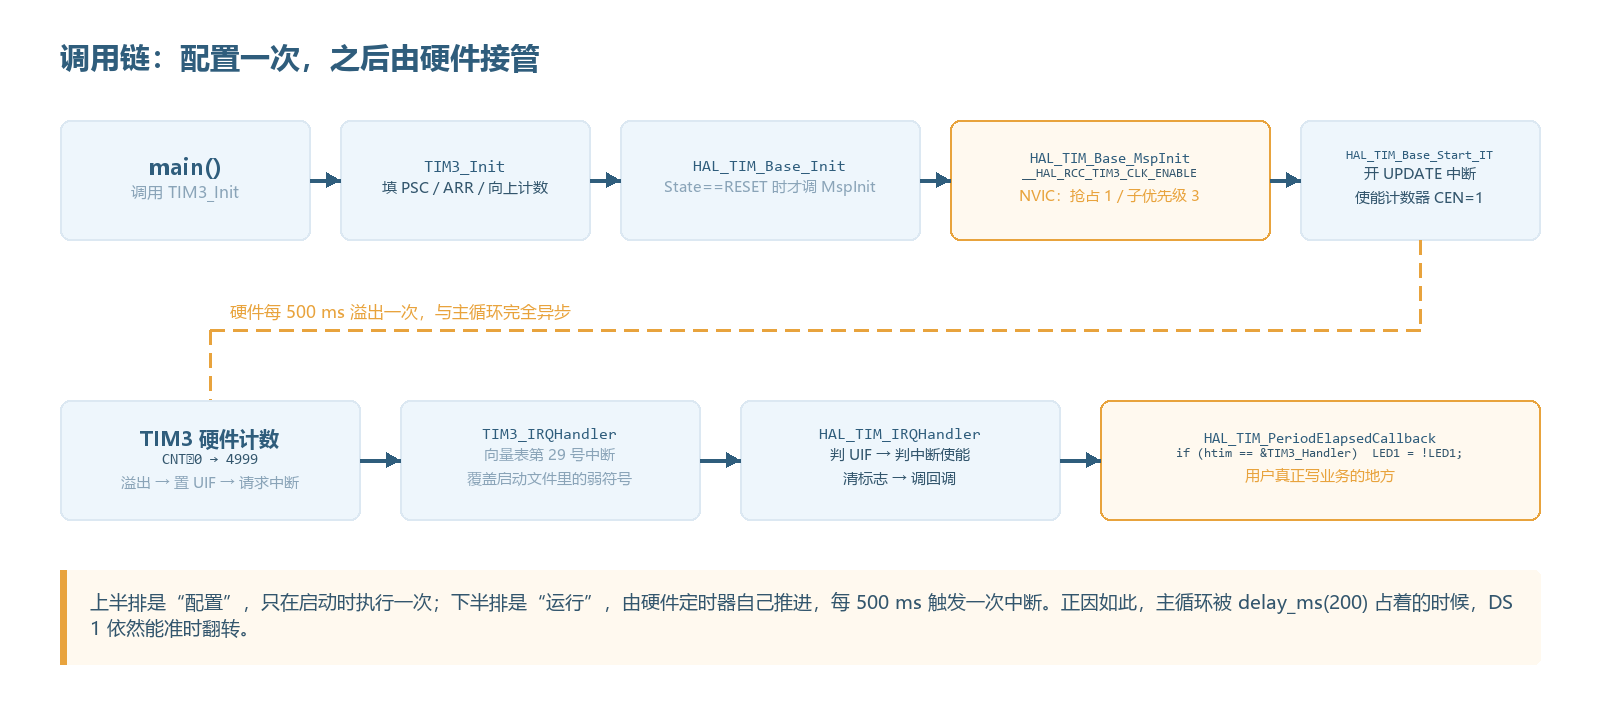 调用链：配置一次，之后由硬件接管
main()
调用 TIM3_Init
TIM3_Init
填 PSC / ARR / 向上计数
HAL_TIM_Base_Init
State==RESET 时才调 MspInit
HAL_TIM_Base_MspInit
__HAL_RCC_TIM3_CLK_ENABLE
NVIC：抢占 1 / 子优先级 3
HAL_TIM_Base_Start_IT
开 UPDATE 中断
使能计数器 CEN=1
硬件每 500 ms 溢出一次，与主循环完全异步
TIM3 硬件计数
CNT 0 → 4999
溢出 → 置 UIF → 请求中断
TIM3_IRQHandler
向量表第 29 号中断
覆盖启动文件里的弱符号
HAL_TIM_IRQHandler
判 UIF → 判中断使能
清标志 → 调回调
HAL_TIM_PeriodElapsedCallback
if (htim == &TIM3_Handler)  LED1 = !LED1;
用户真正写业务的地方
上半排是“配置”，只在启动时执行一次；下半排是“运行”，由硬件定时器自己推进，每 500 ms 触发一次中断。正因如此，主循环被 delay_ms(200) 占着的时候，DS
1 依然能准时翻转。